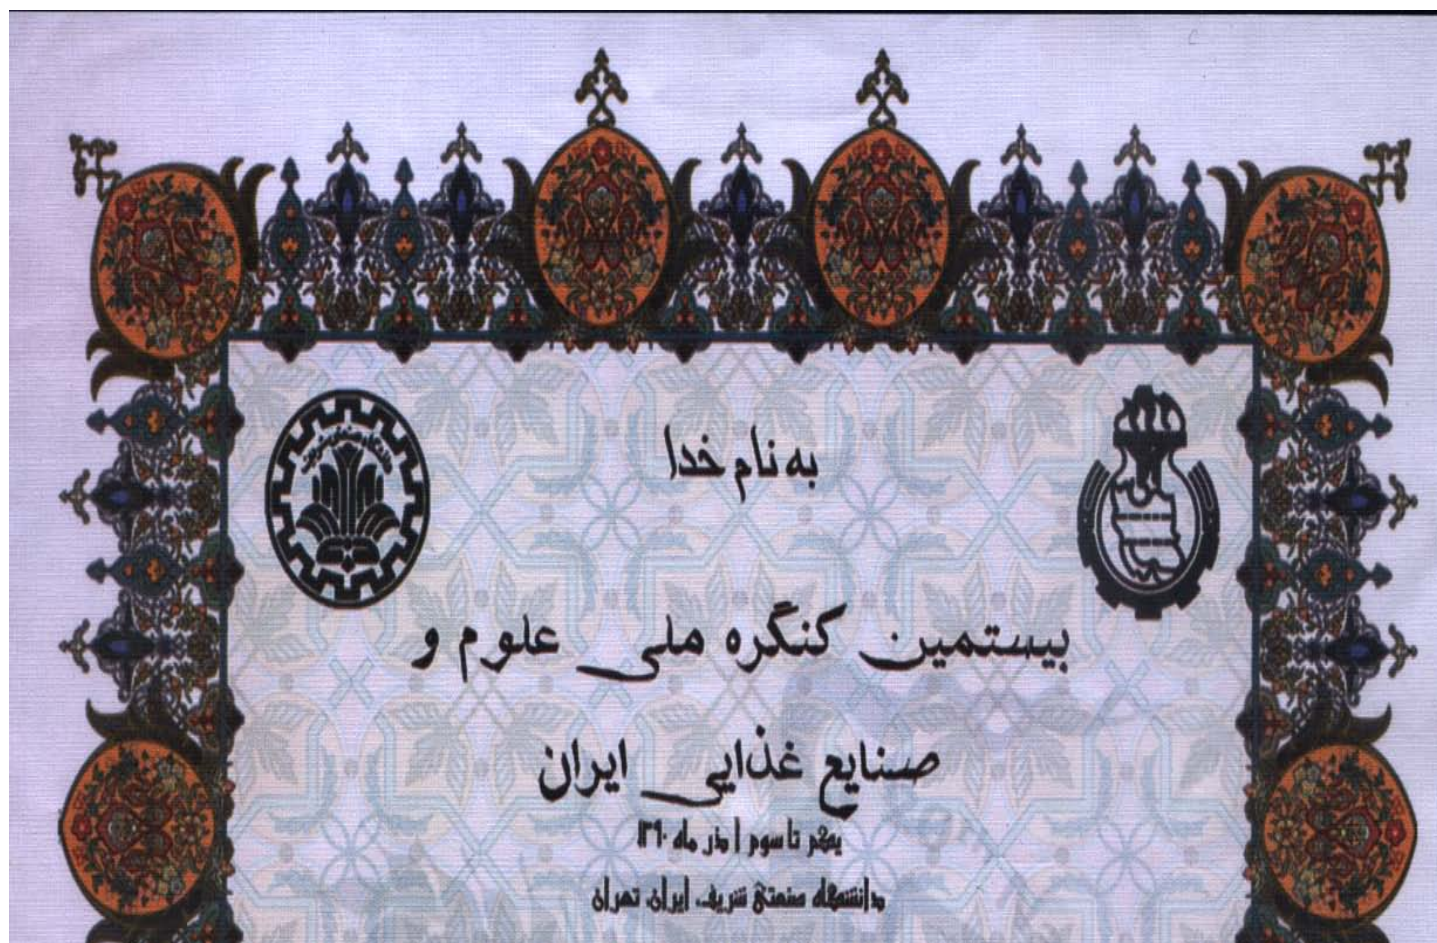 به نام خدا
بیستمین کنگره ملی علوم و
صنایع غذایی ایران
یکم تا سوم آذر ماه ۱۳۹۰
دانشگاه صنعتی شریف، ایران، تهران